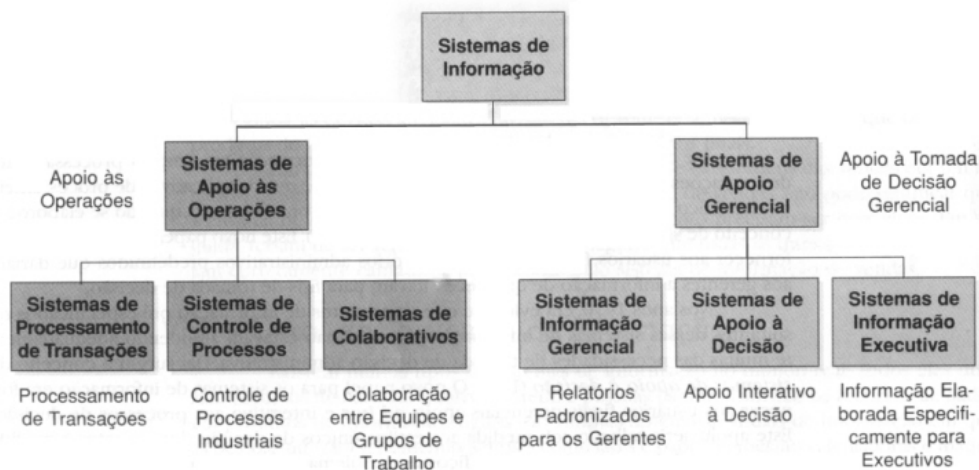 Sistemas de
Informação
Apoio às
Operações
Sistemas de
Apoio às
Operações
Sistemas de
Apoio
Gerencial
Apoio à Tomada
de Decisão
Gerencial
Sistemas de
Processamento
de Transações
Sistemas de
Controle de
Processos
Sistemas de
Colaborativos
Sistemas de
Informação
Gerencial
Sistemas de
Apoio à
Decisão
Sistemas de
Informação
Executiva
Processamento
de Transações
Controle de
Processos
Industriais
Colaboração
entre Equipes e
Grupos de
Trabalho
Relatórios
Padronizados
para os Gerentes
Apoio Interativo
à Decisão
Informação Ela-
borada Especifi-
camente para
Executivos